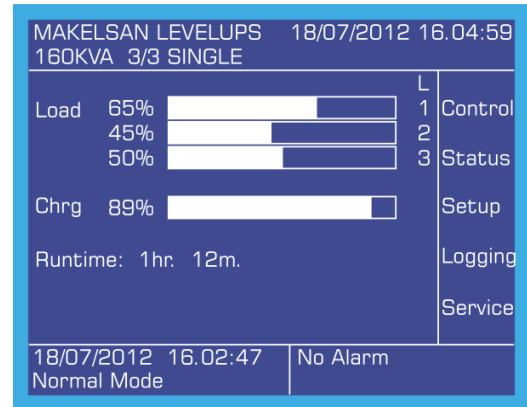 MAKELSAN LEVELUPS 18/07/2012 16.04:59
160KVA 3/3 SINGLE
L
Load 65% 1 Control
45% 2
50% 3 Status
Chrg 89% Setup
Runtime: 1hr. 12m. Logging
Service
18/07/2012 16.02:47 No Alarm
Normal Mode